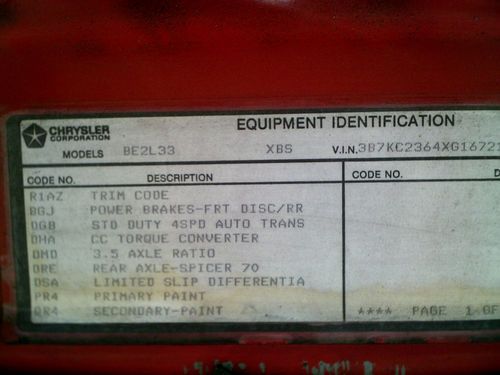 CHRYSLER
CORPORATION
EQUIPMENT IDENTIFICATION
MODELS BE2L33 XBS V.I.N. 3B7KC2364XG16721
CODE NO. DESCRIPTION CODE NO. D
R1AZ TRIM CODE
BGJ POWER BRAKES-FRT DISC/RR
DGB STD DUTY 4SPD AUTO TRANS
DHA CC TORQUE CONVERTER
DMD 3.5 AXLE RATIO
DRE REAR AXLE-SPICER 70
DSA LIMITED SLIP DIFFERENTIA
PR4 PRIMARY PAINT
QR4 SECONDARY-PAINT **** PAGE 1 OF